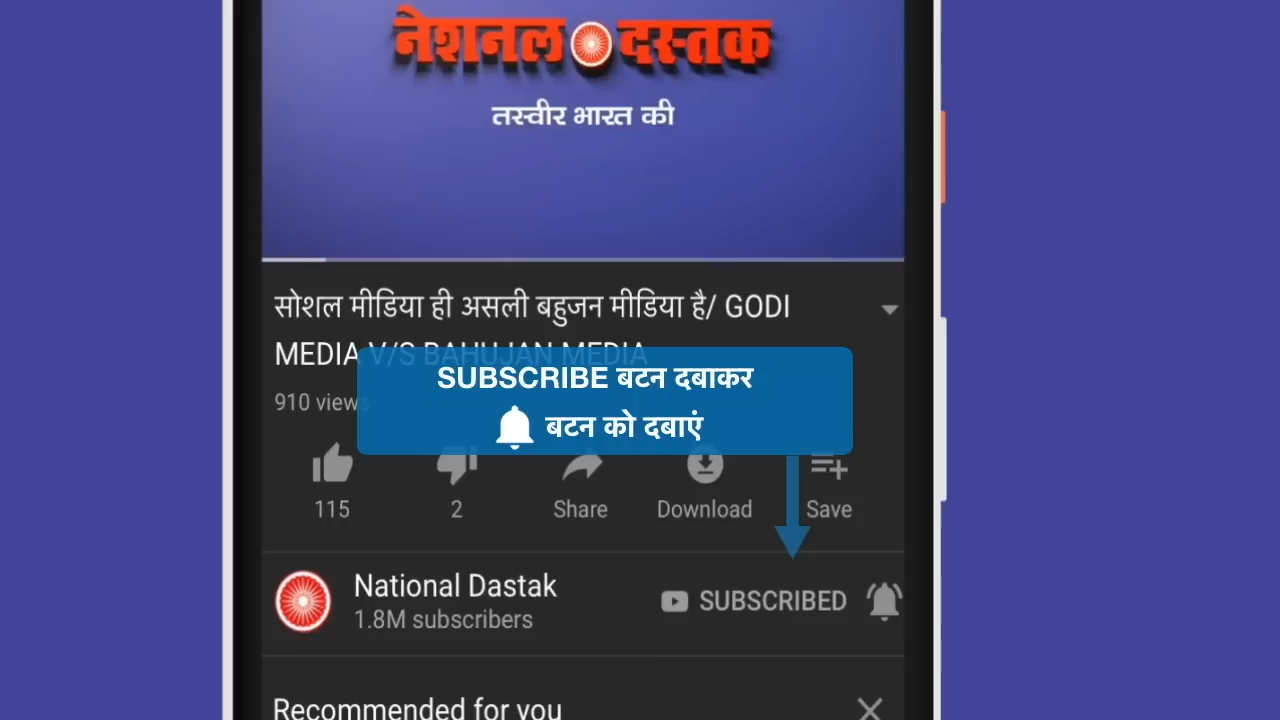 नेशनल दस्तक
तस्वीर भारत की
सोशल मीडिया ही असली बहुजन मीडिया है/ GODI
MEDIA V/S BAHUJAN MEDIA
910 views
SUBSCRIBE बटन दबाकर
बटन को दबाएं
115
2
Share
Download
Save
National Dastak
1.8M subscribers
SUBSCRIBED
Recommended for you